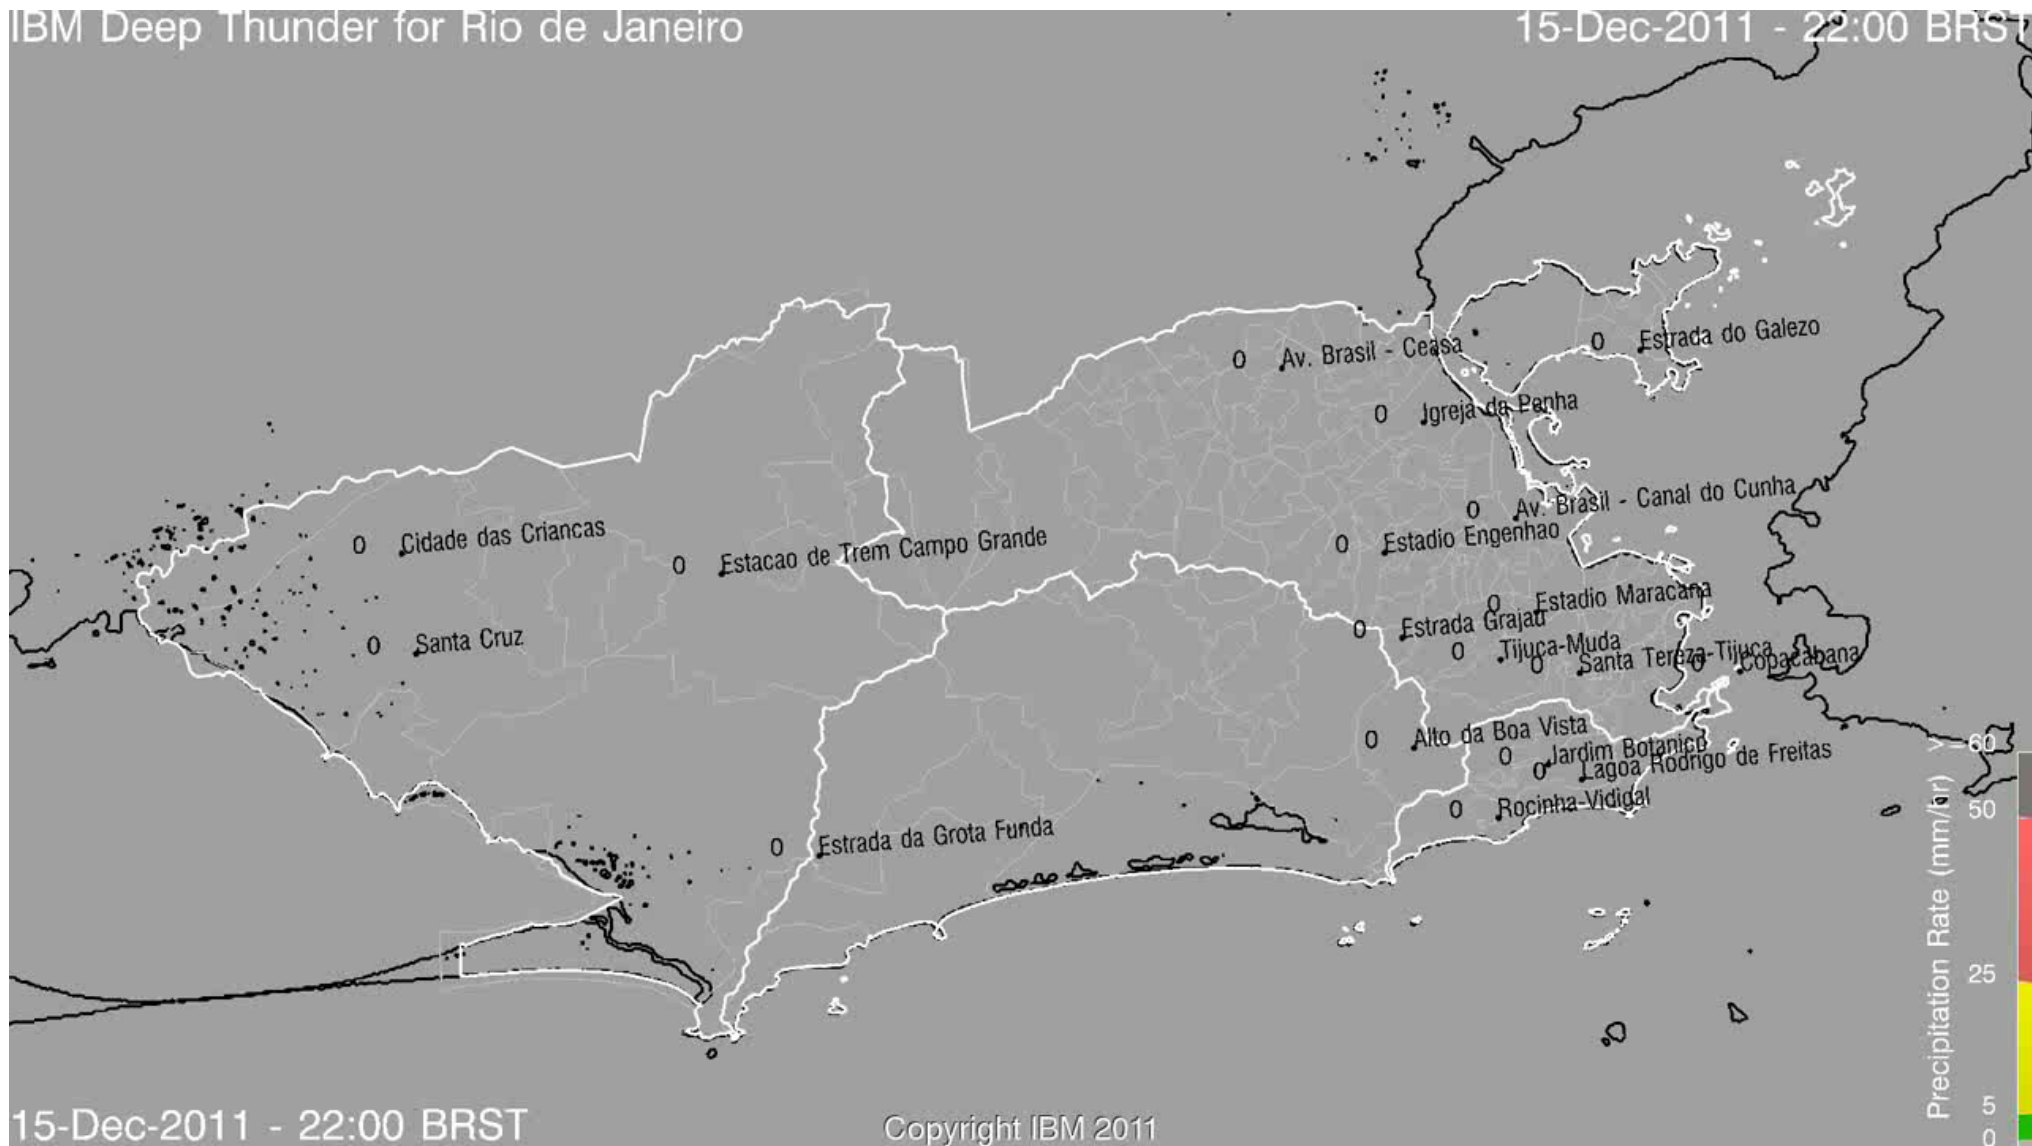 IBM Deep Thunder for Rio de Janeiro
15-Dec-2011 - 22:00 BRST
0 Estrada do Galezo
0 Av. Brasil - Ceasa
0 Igreja da Penha
0 Av. Brasil - Canal do Cunha
0 Cidade das Criancas
0 Estadio Engenhao
0 Estacao de Trem Campo Grande
0 Estadio Maracana
0 Estrada Grajau
0 Santa Cruz
0 Tijuca-Muda
0 Santa Tereza-Tijuca
0 Copacabana
0 Alto da Boa Vista
0 Jardim Botanico
0 Lagoa Rodrigo de Freitas
0 Rocinha-Vidigal
0 Estrada da Grota Funda
Precipitation Rate (mm/hr)
60
50
25
5
0
15-Dec-2011 - 22:00 BRST
Copyright IBM 2011